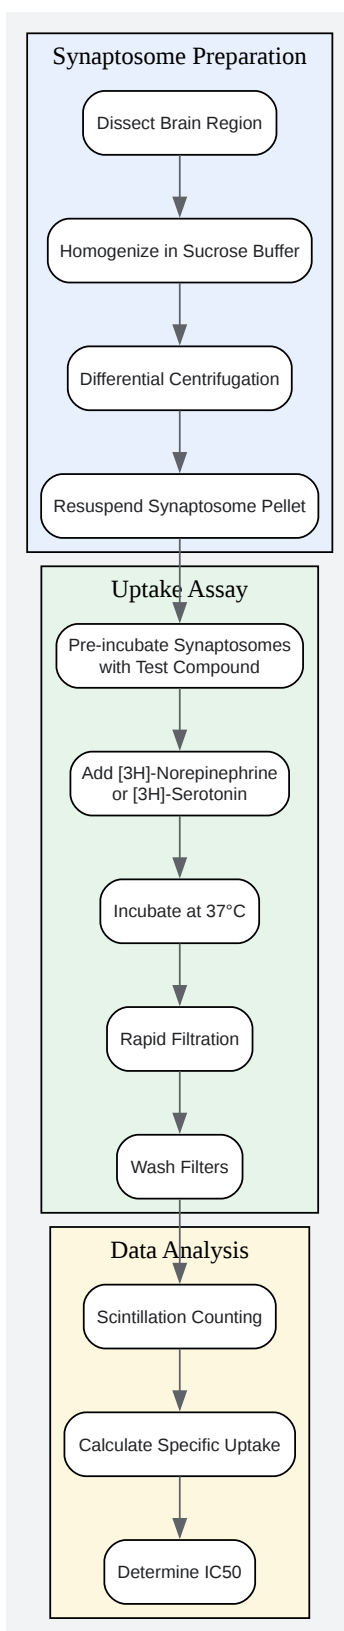 Synaptosome Preparation
Dissect Brain Region
Homogenize in Sucrose Buffer
Differential Centrifugation
Resuspend Synaptosome Pellet
Uptake Assay
Pre-incubate Synaptosomes
with Test Compound
Add [3H]-Norepinephrine
or [3H]-Serotonin
Incubate at 37°C
Rapid Filtration
Wash Filters
Data Analysis
Scintillation Counting
Calculate Specific Uptake
Determine IC50